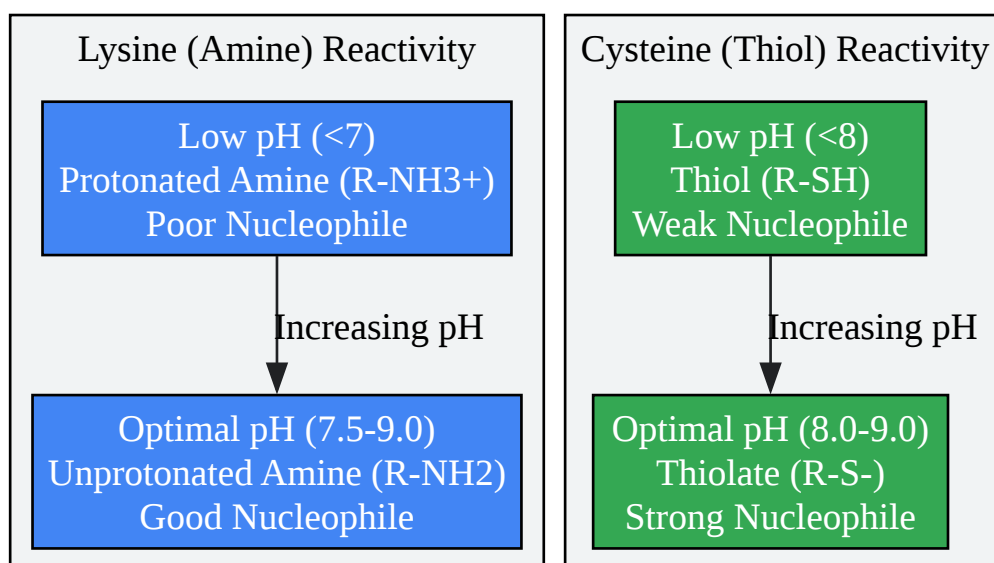 Lysine (Amine) Reactivity
Low pH (<7)
Protonated Amine (R-NH3+)
Poor Nucleophile
Increasing pH
Optimal pH (7.5-9.0)
Unprotonated Amine (R-NH2)
Good Nucleophile
Cysteine (Thiol) Reactivity
Low pH (<8)
Thiol (R-SH)
Weak Nucleophile
Increasing pH
Optimal pH (8.0-9.0)
Thiolate (R-S-)
Strong Nucleophile